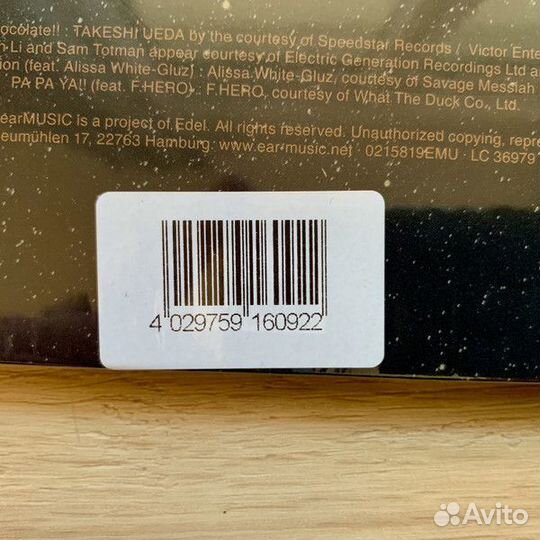 ocolate!! : TAKESHI UEDA by the courtesy of Speedstar Records / Victor Ente
-Li and Sam Totman appear courtesy of Electric Generation Recordings Ltd a
ion (feat. Alissa White-Gluz) : Alissa White-Gluz, courtesy of Savage Messiah
PA PA YA!! (feat. F.HERO) : F.HERO, courtesy of What The Duck Co., Ltd.
earMUSIC is a project of Edel. All rights reserved. Unauthorized copying, repr
eumühlen 17, 22763 Hamburg · www.ear-music.net · 0215819EMU · LC 36979
4 029759 160922
Avito